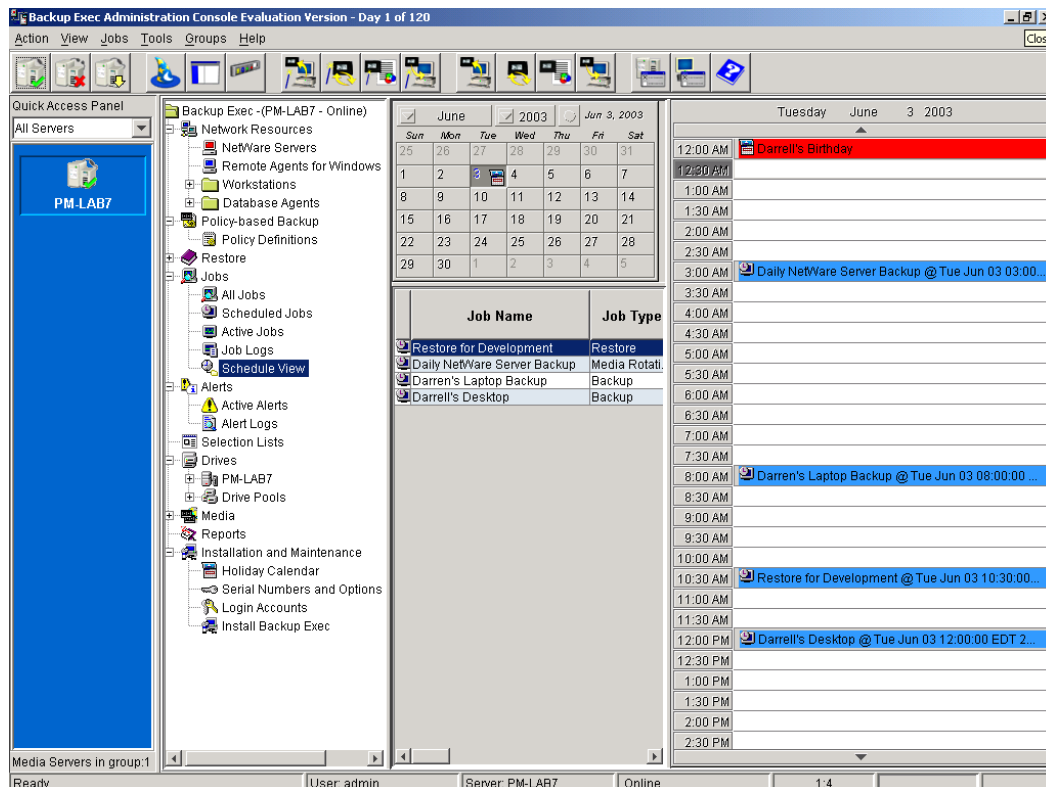 Backup Exec Administration Console Evaluation Version - Day 1 of 120
Action View Jobs Tools Groups Help
Clos
Quick Access Panel
All Servers
PM-LAB7
Media Servers in group:1
Backup Exec -(PM-LAB7 - Online)
Network Resources
NetWare Servers
Remote Agents for Windows
Workstations
Database Agents
Policy-based Backup
Policy Definitions
Restore
Jobs
All Jobs
Scheduled Jobs
Active Jobs
Job Logs
Schedule View
Alerts
Active Alerts
Alert Logs
Selection Lists
Drives
PM-LAB7
Drive Pools
Media
Reports
Installation and Maintenance
Holiday Calendar
Serial Numbers and Options
Login Accounts
Install Backup Exec
June 2003 Jun 3, 2003
Sun Mon Tue Wed Thu Fri Sat
25 26 27 28 29 30 31
1 2 3 4 5 6 7
8 9 10 11 12 13 14
15 16 17 18 19 20 21
22 23 24 25 26 27 28
29 30 1 2 3 4 5
Job Name Job Type
Restore for Development Restore
Daily NetWare Server Backup Media Rotati.
Darren's Laptop Backup Backup
Darrell's Desktop Backup
Tuesday June 3 2003
12:00 AM Darrell's Birthday
12:30 AM
1:00 AM
1:30 AM
2:00 AM
2:30 AM
3:00 AM Daily NetWare Server Backup @ Tue Jun 03 03:00...
3:30 AM
4:00 AM
4:30 AM
5:00 AM
5:30 AM
6:00 AM
6:30 AM
7:00 AM
7:30 AM
8:00 AM Darren's Laptop Backup @ Tue Jun 03 08:00:00 ...
8:30 AM
9:00 AM
9:30 AM
10:00 AM
10:30 AM Restore for Development @ Tue Jun 03 10:30:00...
11:00 AM
11:30 AM
12:00 PM Darrell's Desktop @ Tue Jun 03 12:00:00 EDT 2...
12:30 PM
1:00 PM
1:30 PM
2:00 PM
2:30 PM
Ready User: admin Server: PM-LAB7 Online 1:4